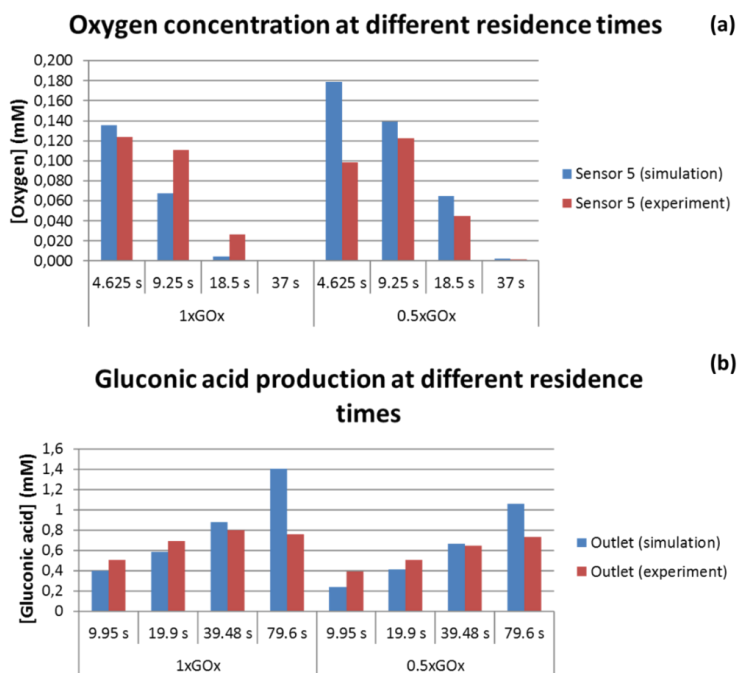 Oxygen concentration at different residence times
(a)
[Oxygen] (mM)
0,200
0,180
0,160
0,140
0,120
0,100
0,080
0,060
0,040
0,020
0,000
4.625 s 9.25 s 18.5 s 37 s 4.625 s 9.25 s 18.5 s 37 s
1xGOx 0.5xGOx
Sensor 5 (simulation)
Sensor 5 (experiment)
(b)
Gluconic acid production at different residence
times
[Gluconic acid] (mM)
1,6
1,4
1,2
1
0,8
0,6
0,4
0,2
0
9.95 s 19.9 s 39.48 s 79.6 s 9.95 s 19.9 s 39.48 s 79.6 s
1xGOx 0.5xGOx
Outlet (simulation)
Outlet (experiment)